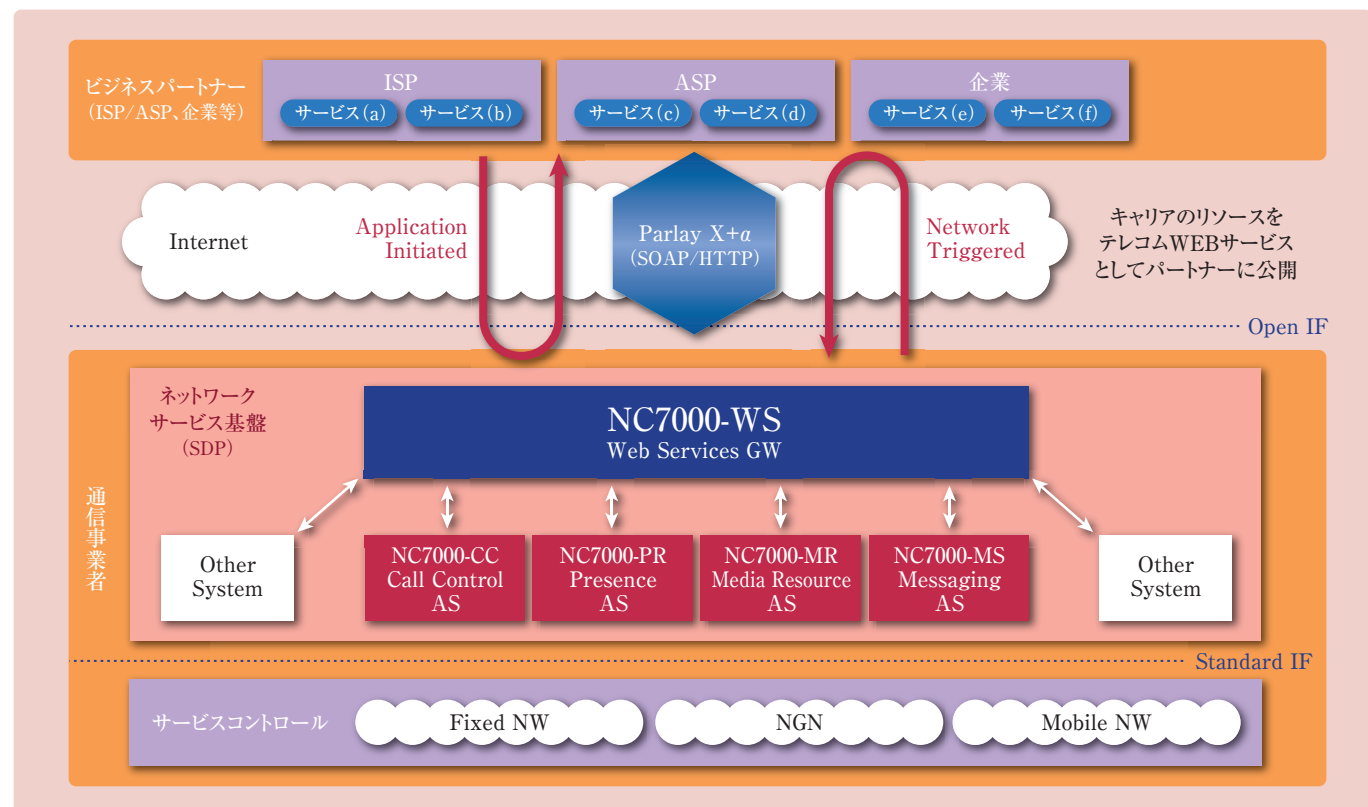 ビジネスパートナー
（ISP/ASP、企業等）
ISP
サービス(a)
サービス(b)
ASP
サービス(c)
サービス(d)
企業
サービス(e)
サービス(f)
Internet
Application
Initiated
Parlay X+α
(SOAP/HTTP)
Network
Triggered
キャリアのリソースを
テレコムWEBサービス
としてパートナーに公開
Open IF
通信事業者
ネットワーク
サービス基盤
(SDP)
NC7000-WS
Web Services GW
Other
System
NC7000-CC
Call Control
AS
NC7000-PR
Presence
AS
NC7000-MR
Media Resource
AS
NC7000-MS
Messaging
AS
Other
System
Standard IF
サービスコントロール
Fixed NW
NGN
Mobile NW